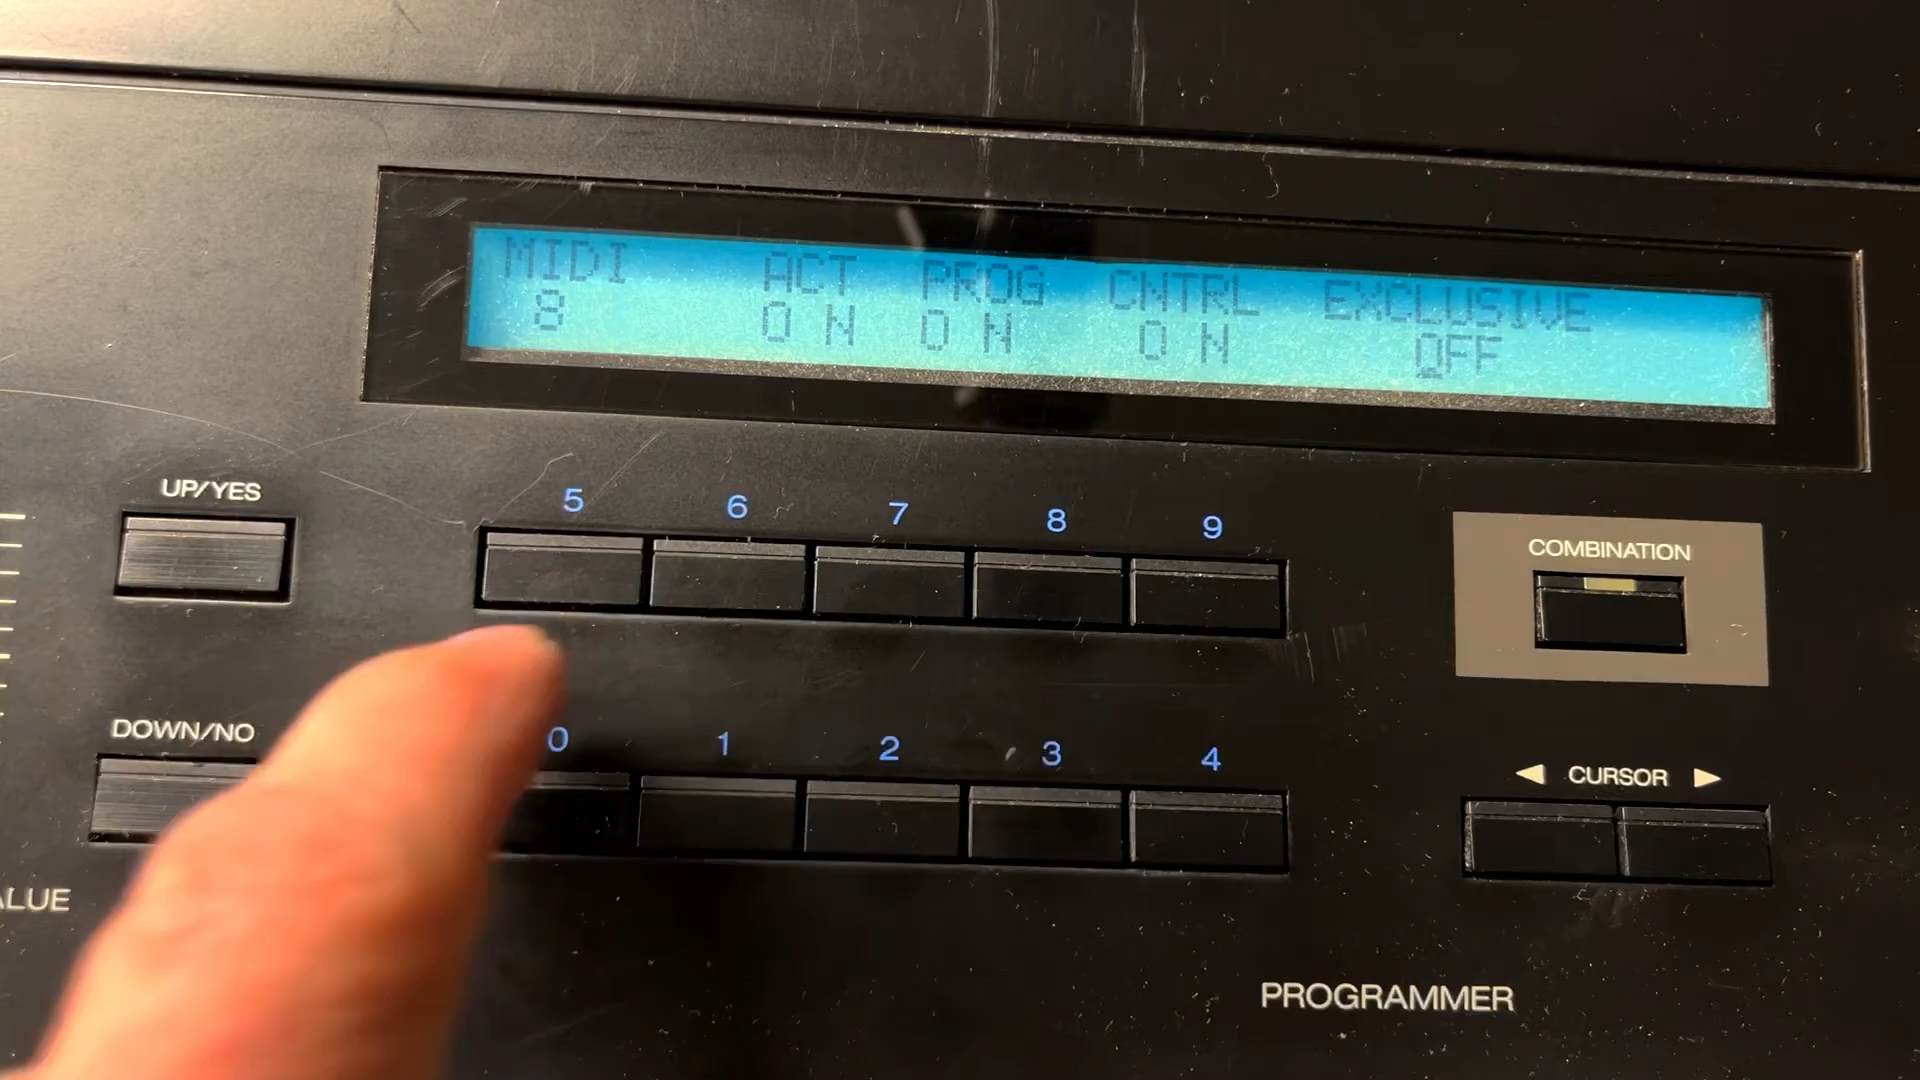 MIDI ACT PROG CNTRL EXCLUSIVE
8 ON ON ON OFF
UP/YES
5 6 7 8 9
COMBINATION
DOWN/NO
0 1 2 3 4
◀ CURSOR ▶
ALUE
PROGRAMMER